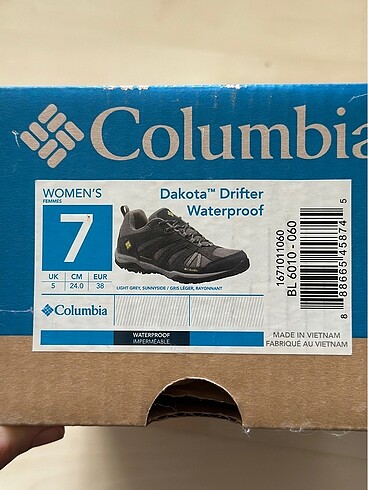 Columbia
WOMEN'S
FEMMES
7
UK CM EUR
5 24.0 38
Dakota™ Drifter
Waterproof
LIGHT GREY, SUNNYSIDE / GRIS LÉGER, RAYONNANT
Columbia
WATERPROOF
IMPERMÉABLE
1671011060
BL 6010 - 060
8 88665 45874 5
MADE IN VIETNAM
FABRIQUÉ AU VIETNAM